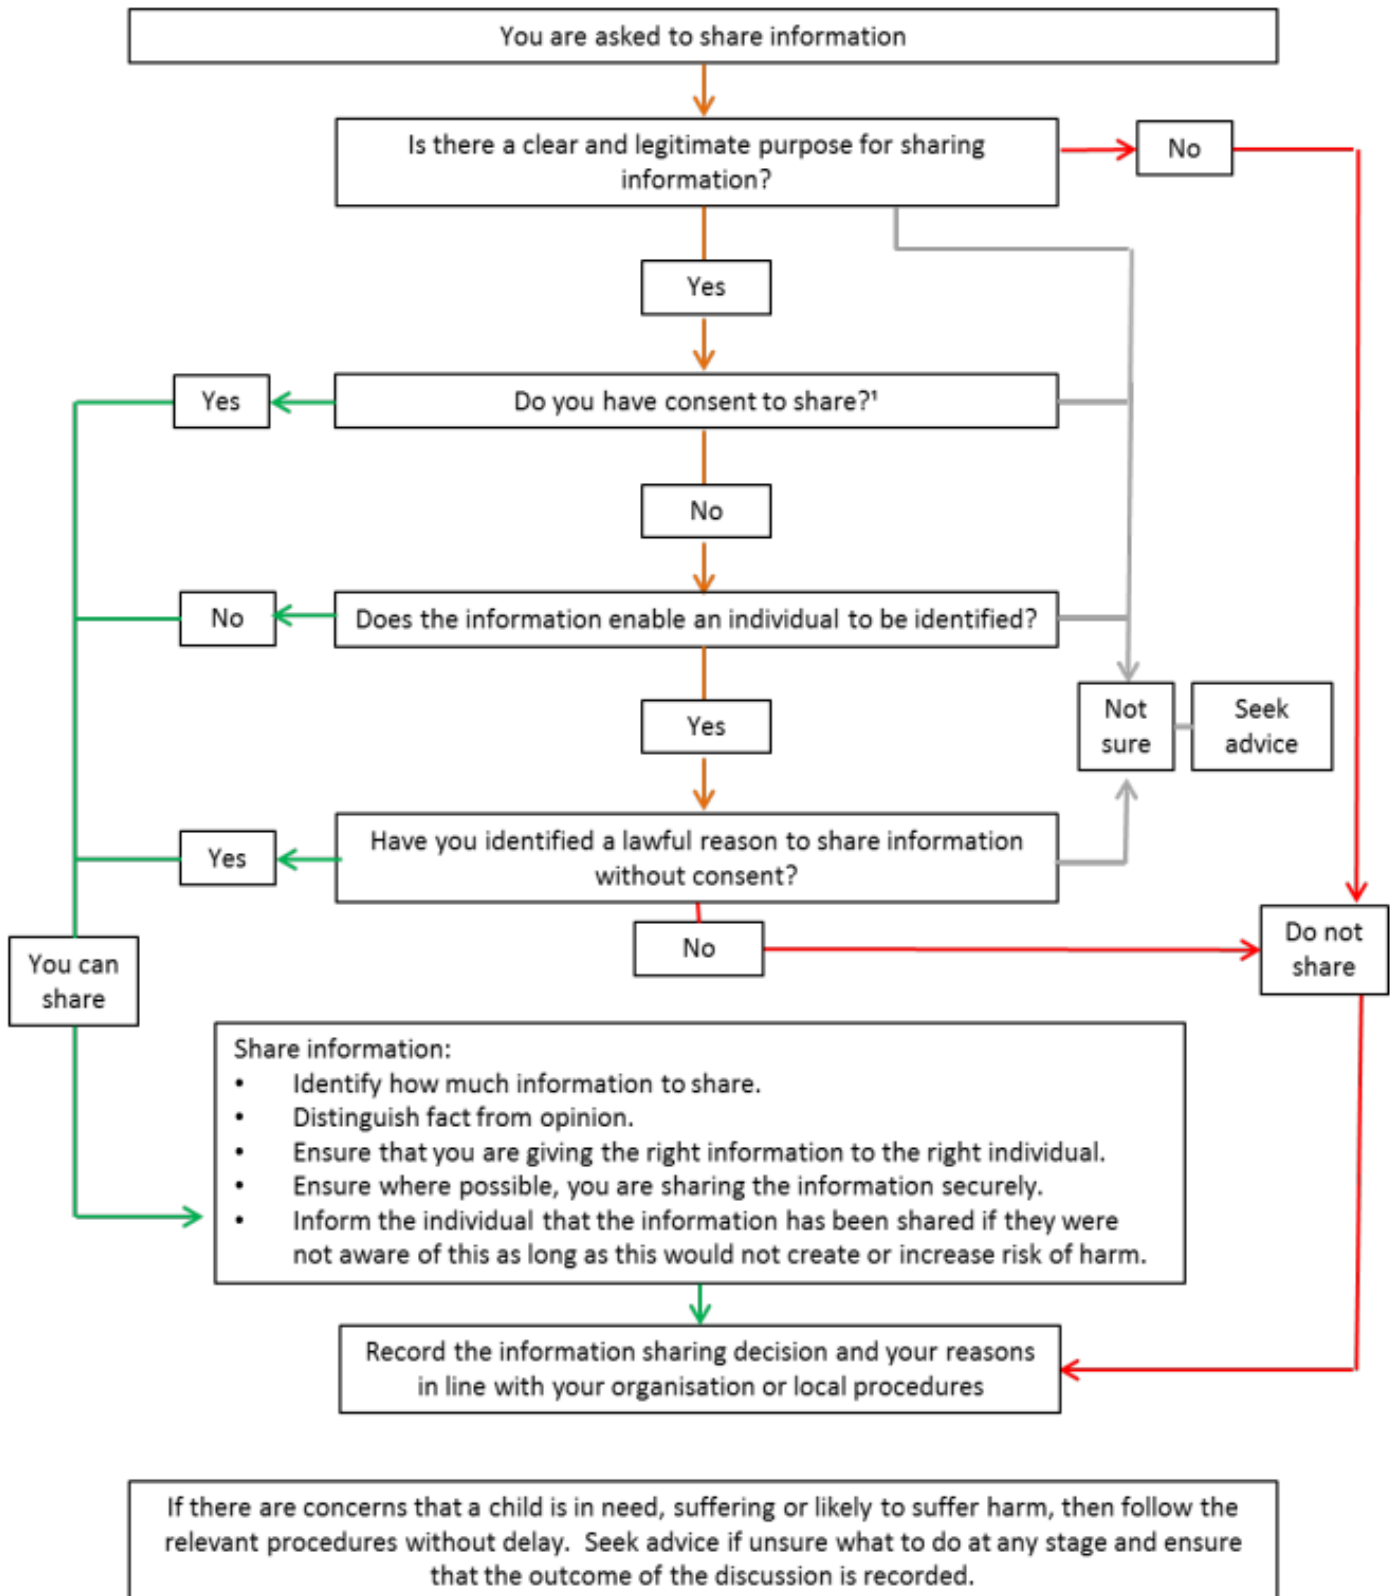 You are asked to share information
Is there a clear and legitimate purpose for sharing
information?
No
Yes
Yes
Do you have consent to share?¹
No
No
Does the information enable an individual to be identified?
Yes
Not
sure
Seek
advice
Yes
Have you identified a lawful reason to share information
without consent?
No
Do not
share
You can
share
Share information:
• Identify how much information to share.
• Distinguish fact from opinion.
• Ensure that you are giving the right information to the right individual.
• Ensure where possible, you are sharing the information securely.
• Inform the individual that the information has been shared if they were
not aware of this as long as this would not create or increase risk of harm.
Record the information sharing decision and your reasons
in line with your organisation or local procedures
If there are concerns that a child is in need, suffering or likely to suffer harm, then follow the
relevant procedures without delay.  Seek advice if unsure what to do at any stage and ensure
that the outcome of the discussion is recorded.